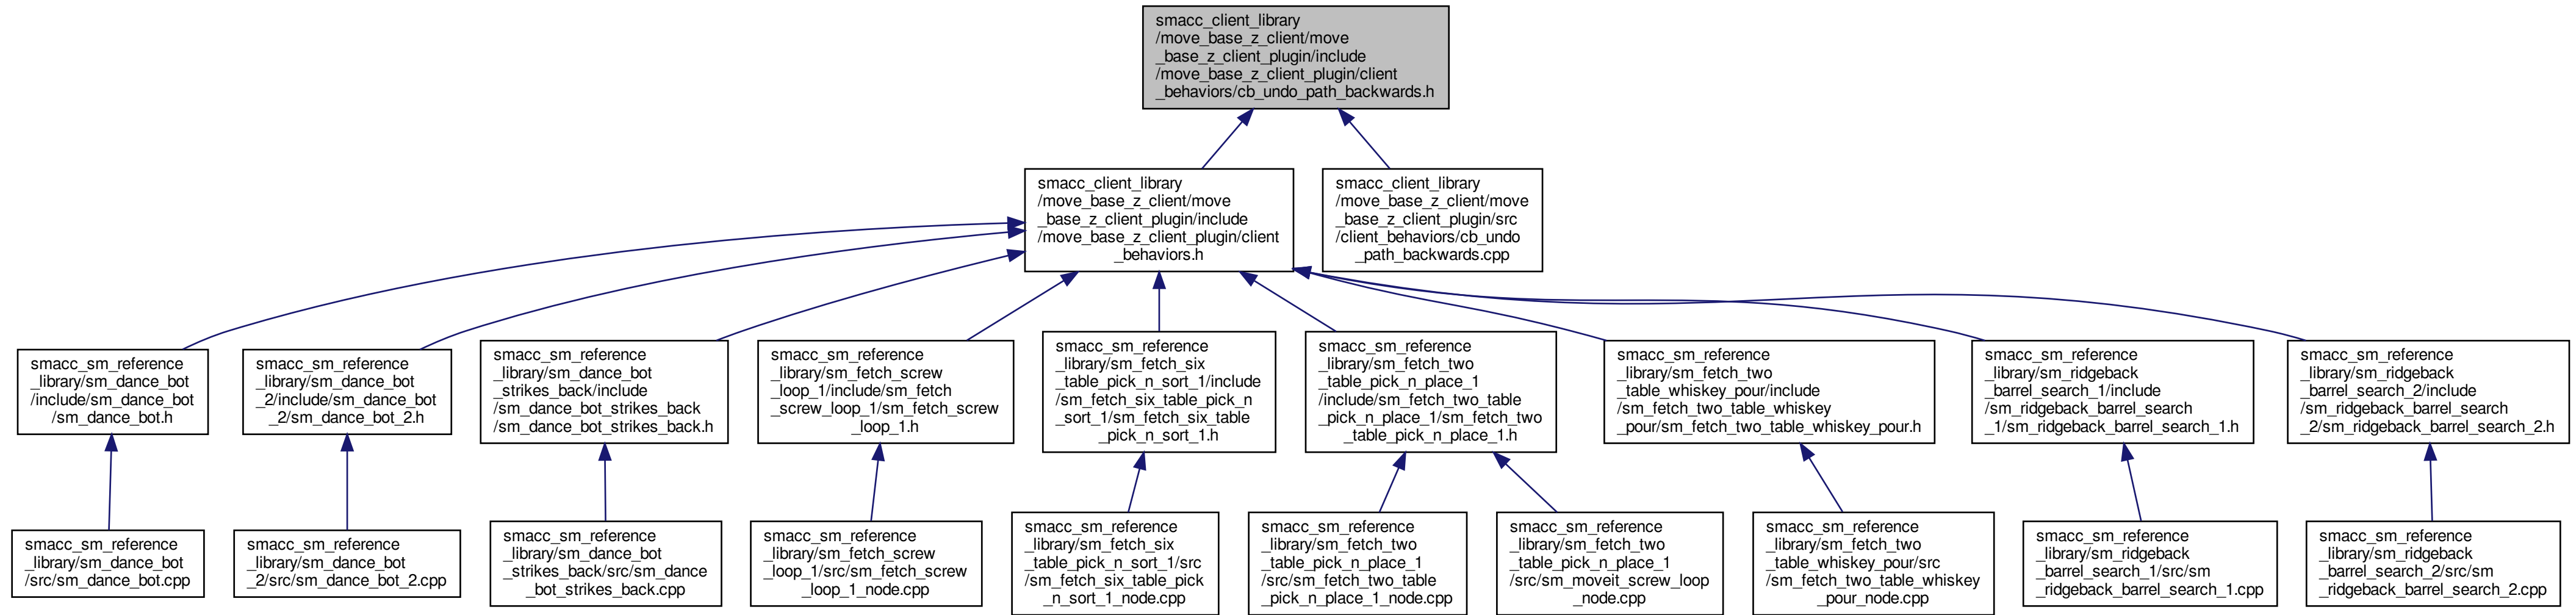 smacc_client_library
/move_base_z_client/move
_base_z_client_plugin/include
/move_base_z_client_plugin/client
_behaviors/cb_undo_path_backwards.h
smacc_client_library
/move_base_z_client/move
_base_z_client_plugin/include
/move_base_z_client_plugin/client
_behaviors.h
smacc_client_library
/move_base_z_client/move
_base_z_client_plugin/src
/client_behaviors/cb_undo
_path_backwards.cpp
smacc_sm_reference
_library/sm_dance_bot
/include/sm_dance_bot
/sm_dance_bot.h
smacc_sm_reference
_library/sm_dance_bot
_2/include/sm_dance_bot
_2/sm_dance_bot_2.h
smacc_sm_reference
_library/sm_dance_bot
_strikes_back/include
/sm_dance_bot_strikes_back
/sm_dance_bot_strikes_back.h
smacc_sm_reference
_library/sm_fetch_screw
_loop_1/include/sm_fetch
_screw_loop_1/sm_fetch_screw
_loop_1.h
smacc_sm_reference
_library/sm_fetch_six
_table_pick_n_sort_1/include
/sm_fetch_six_table_pick_n
_sort_1/sm_fetch_six_table
_pick_n_sort_1.h
smacc_sm_reference
_library/sm_fetch_two
_table_pick_n_place_1
/include/sm_fetch_two_table
_pick_n_place_1/sm_fetch_two
_table_pick_n_place_1.h
smacc_sm_reference
_library/sm_fetch_two
_table_whiskey_pour/include
/sm_fetch_two_table_whiskey
_pour/sm_fetch_two_table_whiskey_pour.h
smacc_sm_reference
_library/sm_ridgeback
_barrel_search_1/include
/sm_ridgeback_barrel_search
_1/sm_ridgeback_barrel_search_1.h
smacc_sm_reference
_library/sm_ridgeback
_barrel_search_2/include
/sm_ridgeback_barrel_search
_2/sm_ridgeback_barrel_search_2.h
smacc_sm_reference
_library/sm_dance_bot
/src/sm_dance_bot.cpp
smacc_sm_reference
_library/sm_dance_bot
_2/src/sm_dance_bot_2.cpp
smacc_sm_reference
_library/sm_dance_bot
_strikes_back/src/sm_dance
_bot_strikes_back.cpp
smacc_sm_reference
_library/sm_fetch_screw
_loop_1/src/sm_fetch_screw
_loop_1_node.cpp
smacc_sm_reference
_library/sm_fetch_six
_table_pick_n_sort_1/src
/sm_fetch_six_table_pick
_n_sort_1_node.cpp
smacc_sm_reference
_library/sm_fetch_two
_table_pick_n_place_1
/src/sm_fetch_two_table
_pick_n_place_1_node.cpp
smacc_sm_reference
_library/sm_fetch_two
_table_pick_n_place_1
/src/sm_moveit_screw_loop
_node.cpp
smacc_sm_reference
_library/sm_fetch_two
_table_whiskey_pour/src
/sm_fetch_two_table_whiskey
_pour_node.cpp
smacc_sm_reference
_library/sm_ridgeback
_barrel_search_1/src/sm
_ridgeback_barrel_search_1.cpp
smacc_sm_reference
_library/sm_ridgeback
_barrel_search_2/src/sm
_ridgeback_barrel_search_2.cpp